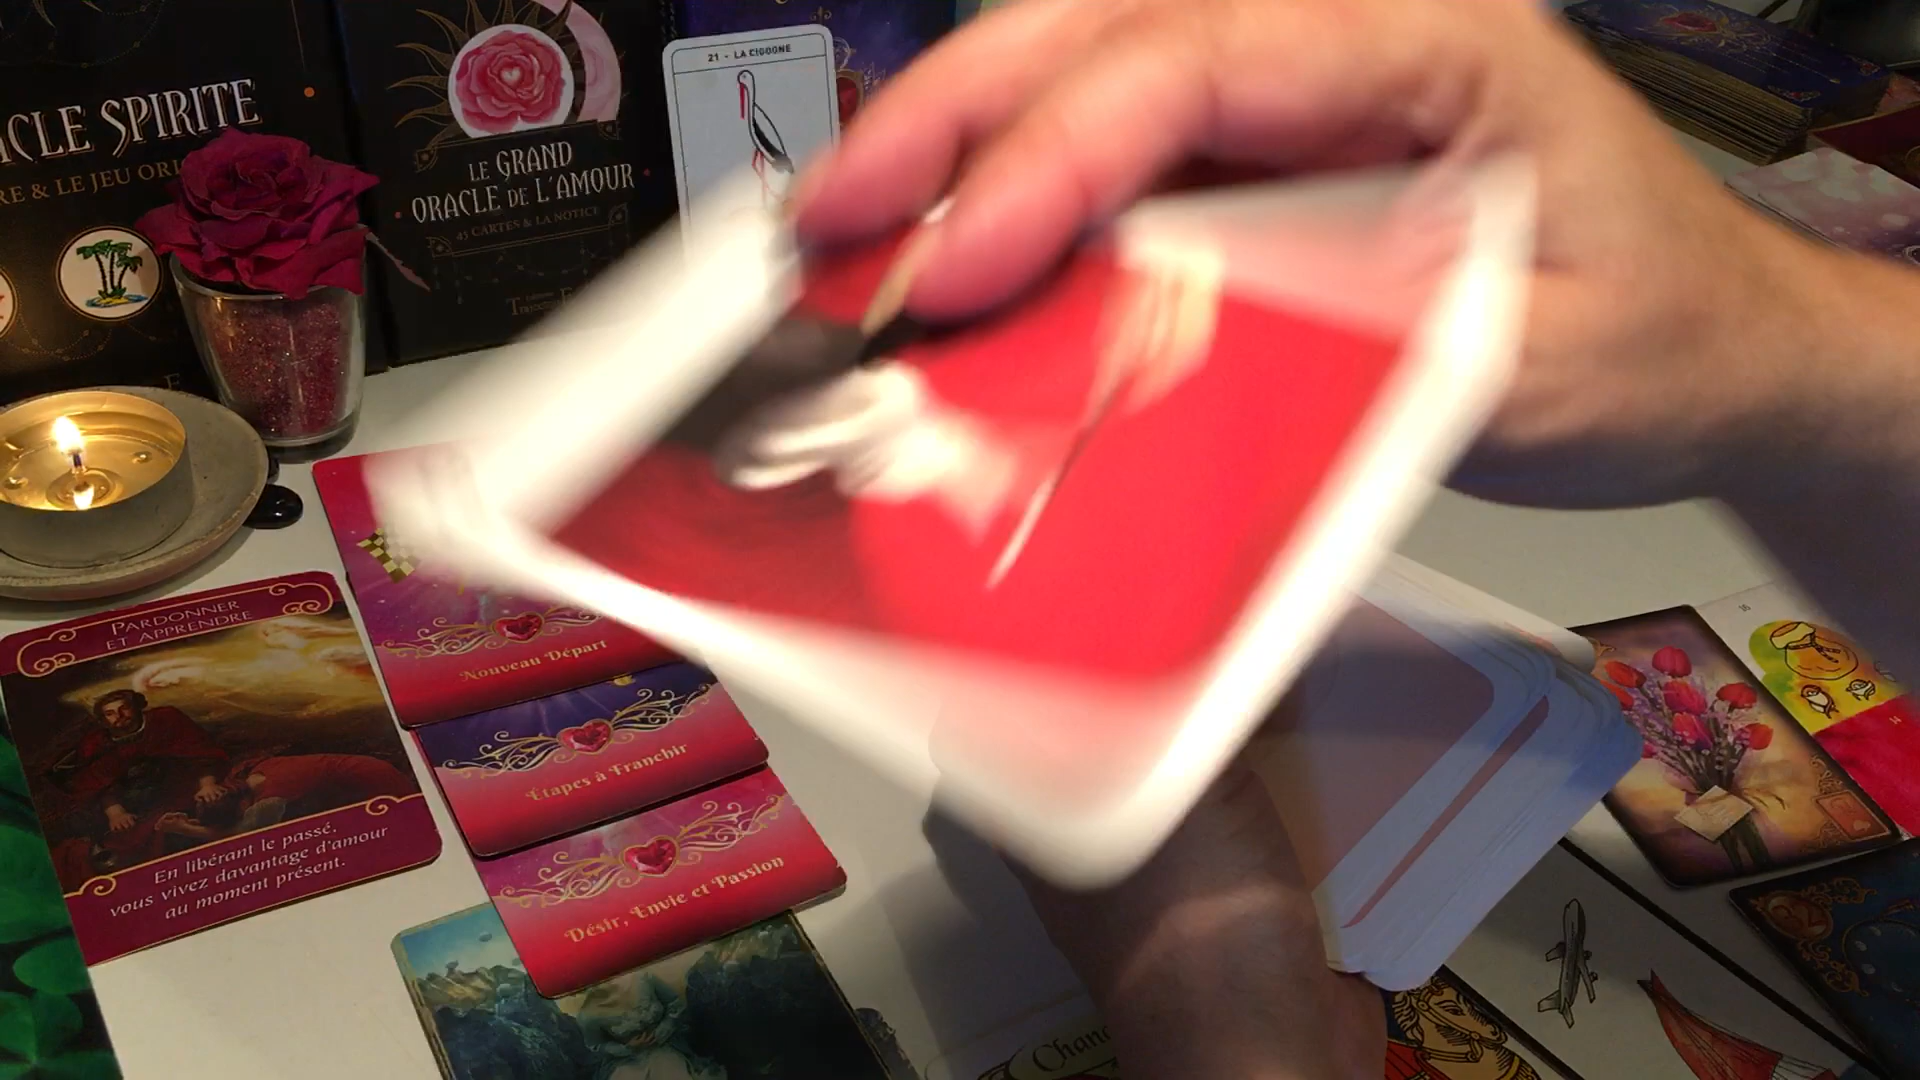 ACLE SPIRITE
RE & LE JEU ORI
LE GRAND
ORACLE DE L'AMOUR
45 CARTES & LA NOTICE
21 - LA CIGOGNE
PARDONNER
ET APPRENDRE
En libérant le passé,
vous vivez davantage d'amour
au moment présent.
Nouveau Départ
Étapes à Franchir
Désir, Envie et Passion
Chanc